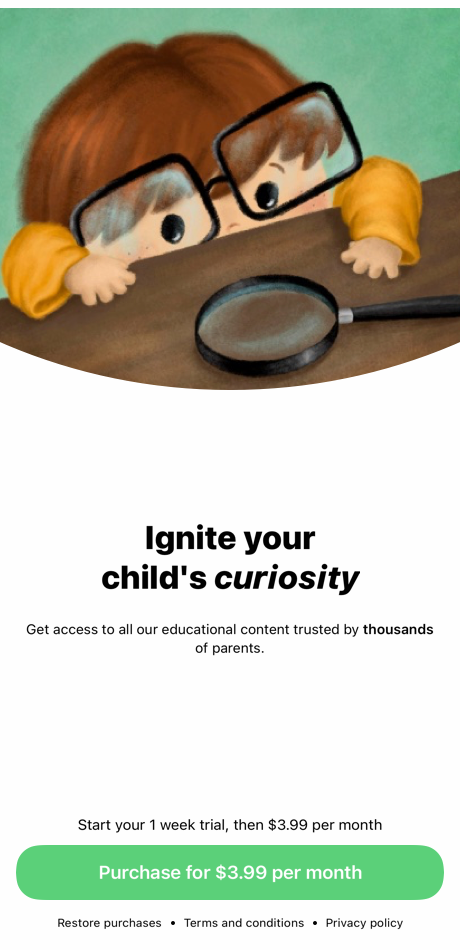 Ignite your
child's curiosity
Get access to all our educational content trusted by thousands
of parents.
Start your 1 week trial, then $3.99 per month
Purchase for $3.99 per month
Restore purchases • Terms and conditions • Privacy policy